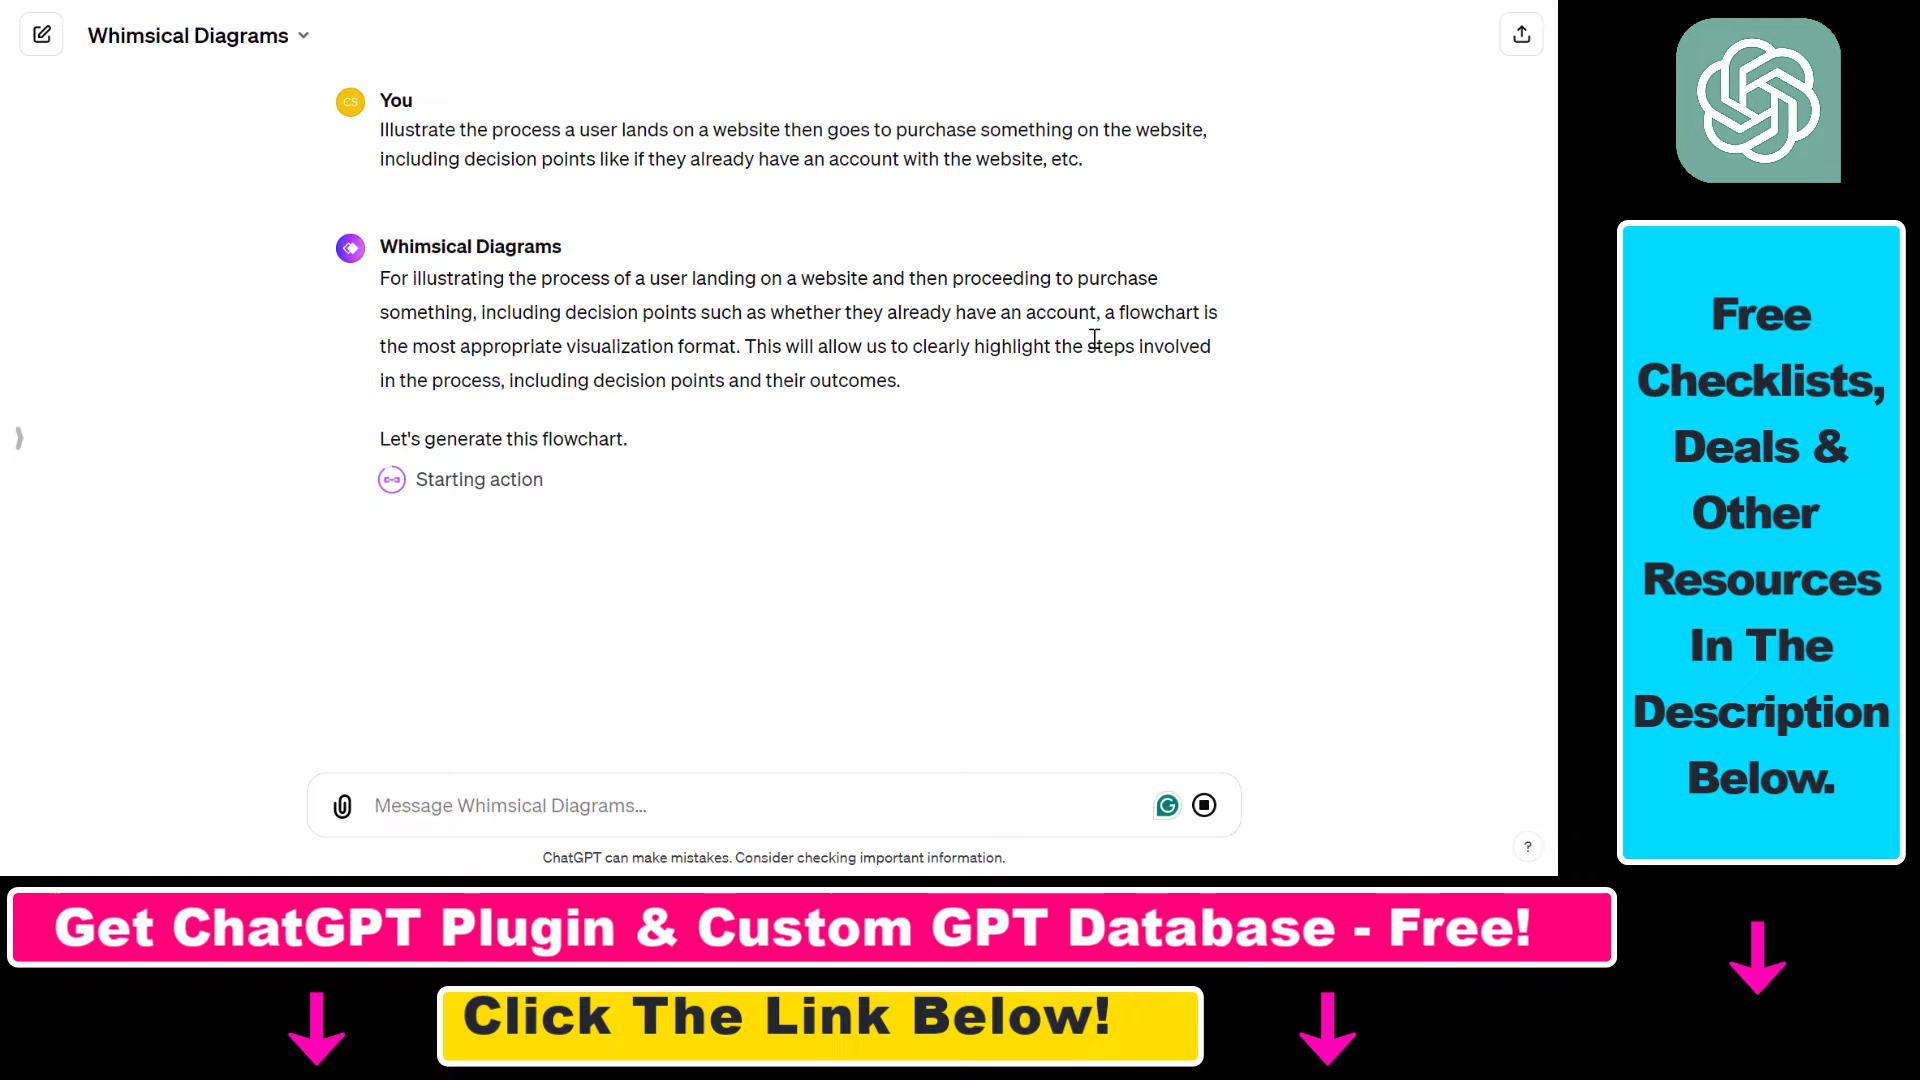 Whimsical Diagrams
CS
You
Illustrate the process a user lands on a website then goes to purchase something on the website,
including decision points like if they already have an account with the website, etc.
Whimsical Diagrams
For illustrating the process of a user landing on a website and then proceeding to purchase
something, including decision points such as whether they already have an account, a flowchart is
the most appropriate visualization format. This will allow us to clearly highlight the steps involved
in the process, including decision points and their outcomes.
Let's generate this flowchart.
Starting action
Message Whimsical Diagrams...
ChatGPT can make mistakes. Consider checking important information.
?
Free
Checklists,
Deals &
Other
Resources
In The
Description
Below.
Get ChatGPT Plugin & Custom GPT Database - Free!
Click The Link Below!